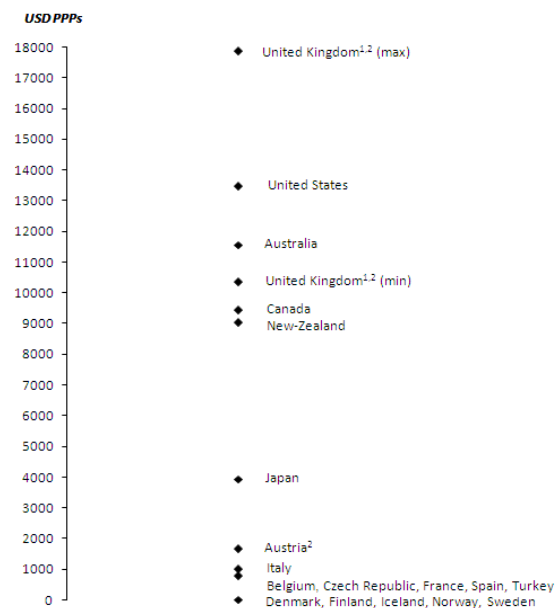 USD PPPs
18000
United Kingdom1,2 (max)
17000
16000
15000
14000
United States
13000
12000
Australia
11000
United Kingdom1,2 (min)
10000
Canada
9000
New-Zealand
8000
7000
6000
5000
4000
Japan
3000
2000
Austria2
1000
Italy
Belgium, Czech Republic, France, Spain, Turkey
0
Denmark, Finland, Iceland, Norway, Sweden